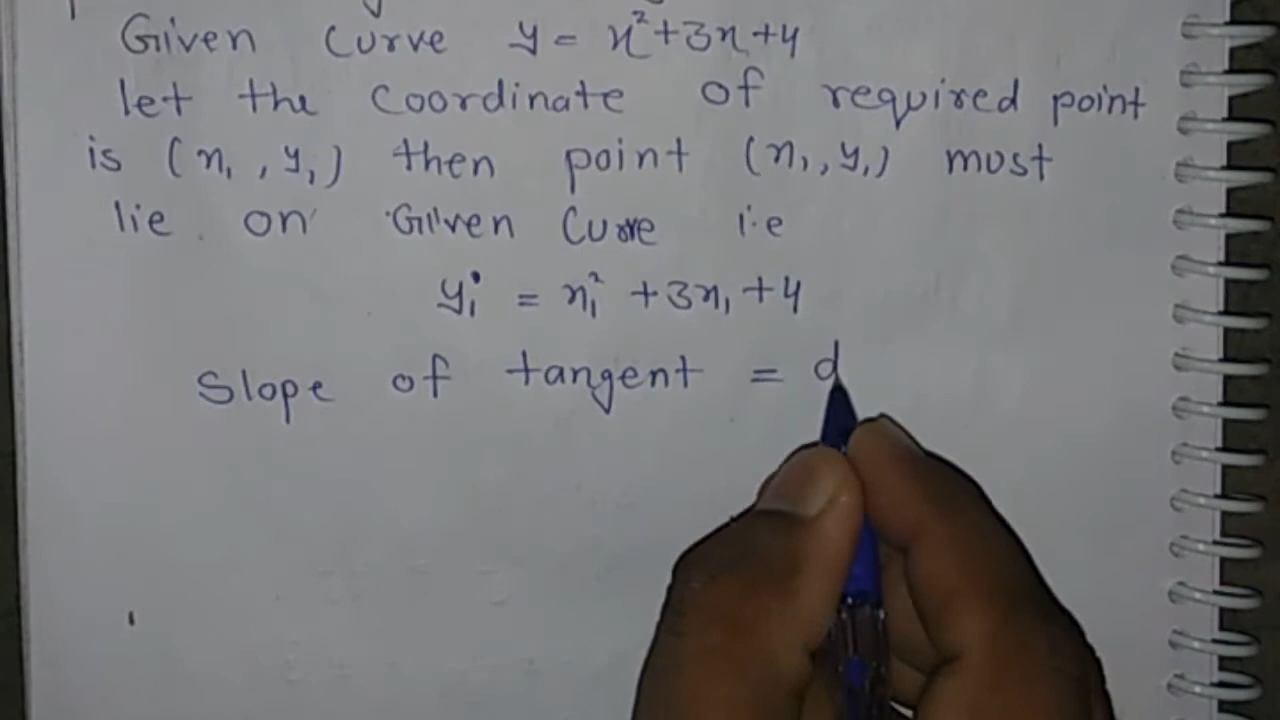 Given Curve y = x²+3x+4
let the coordinate of required point
is (x₁, y₁) then point (x₁, y₁) must
lie on Given Curve i.e
y₁ = x₁² + 3x₁ + 4
Slope of tangent = d